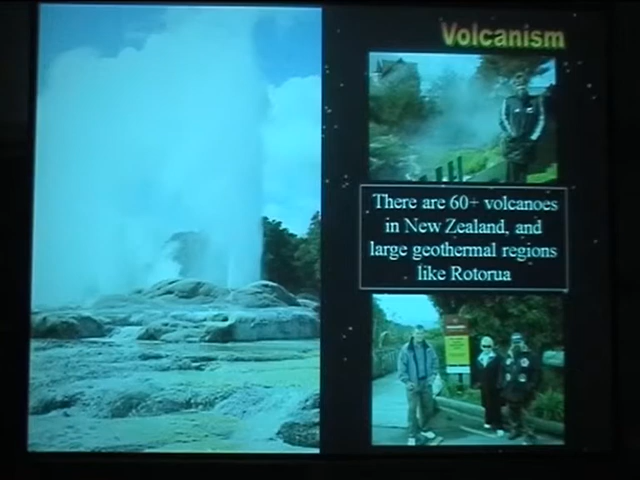 Volcanism
There are 60+ volcanoes
in New Zealand, and
large geothermal regions
like Rotorua